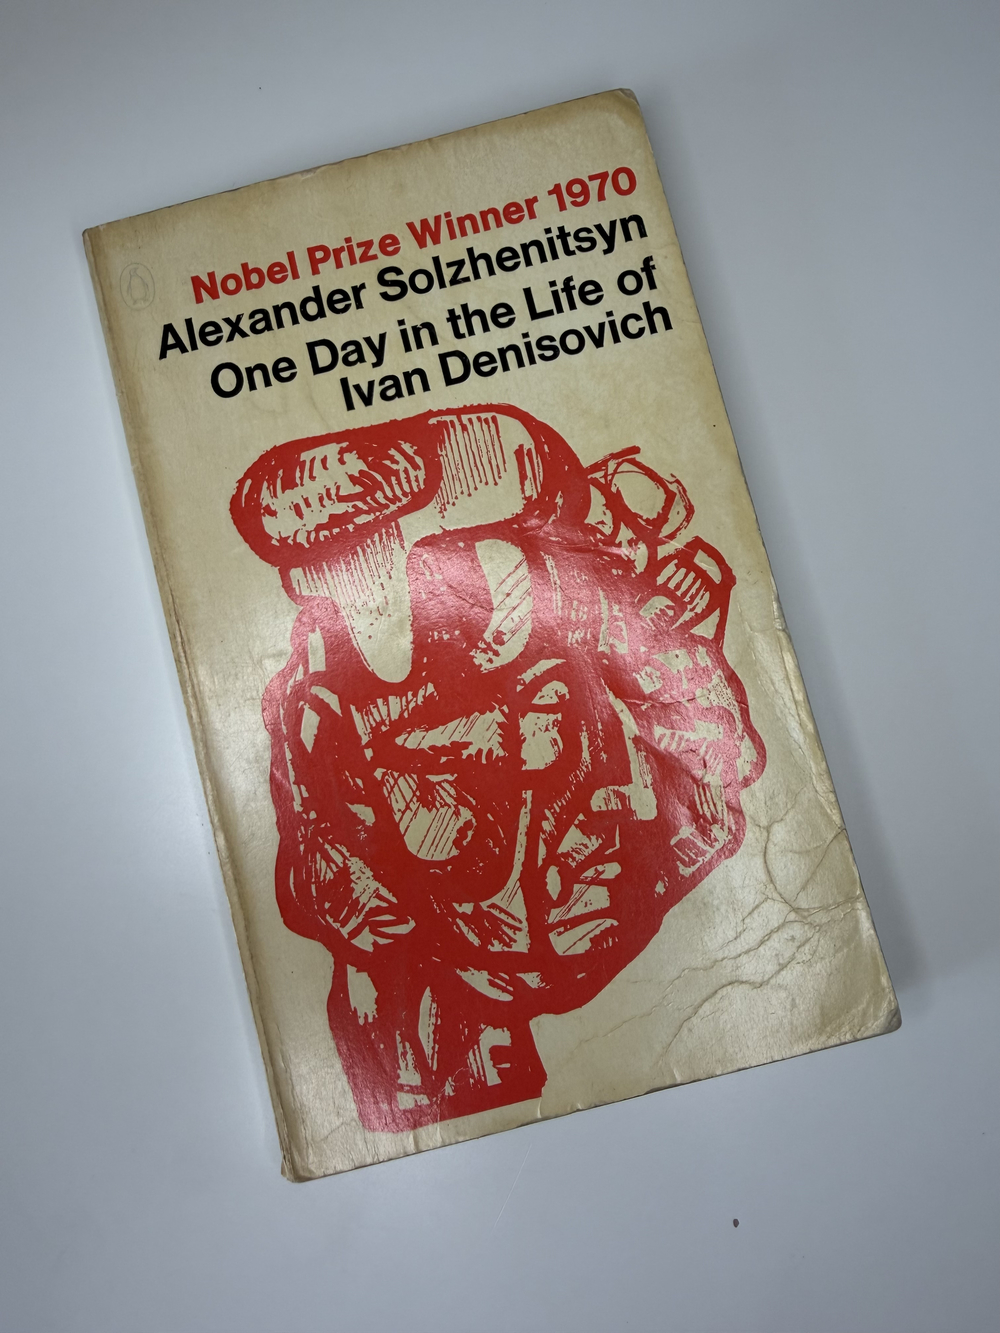 Nobel Prize Winner 1970
Alexander Solzhenitsyn
One Day in the Life of
Ivan Denisovich